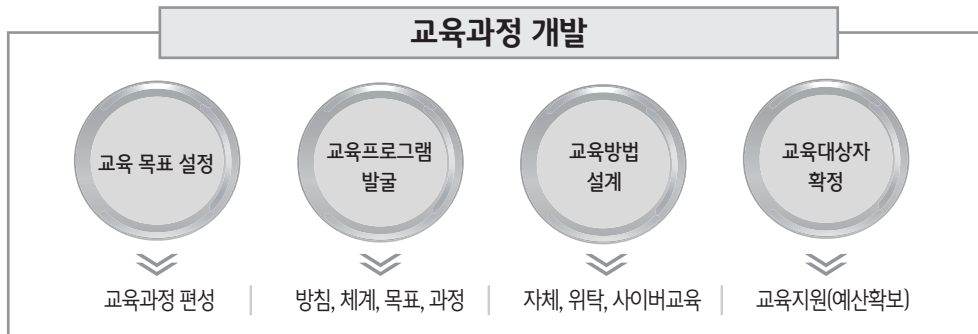 교육과정 개발
교육 목표 설정
교육프로그램
발굴
교육방법
설계
교육대상자
확정
교육과정 편성
방침, 체계, 목표, 과정
자체, 위탁, 사이버교육
교육지원(예산확보)